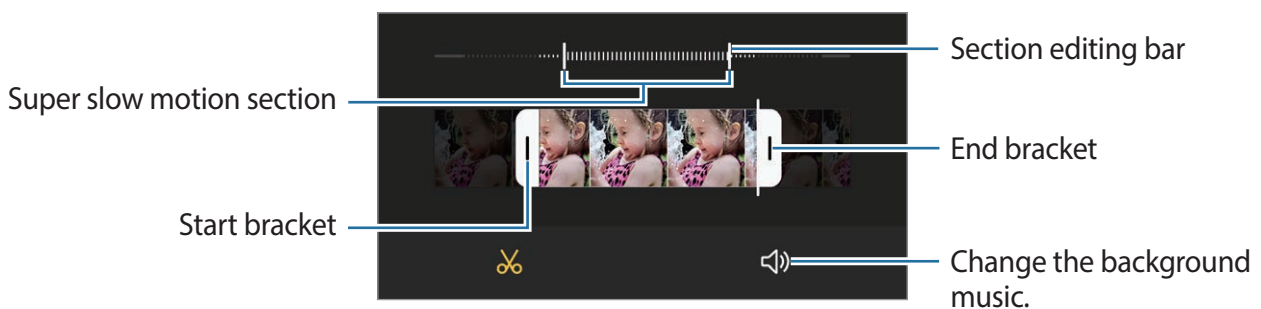 Section editing bar
Super slow motion section
End bracket
Start bracket
Change the background
music.